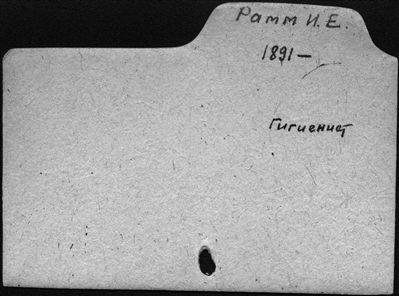 Рамм И. Е.
1891 —
Гигиенист